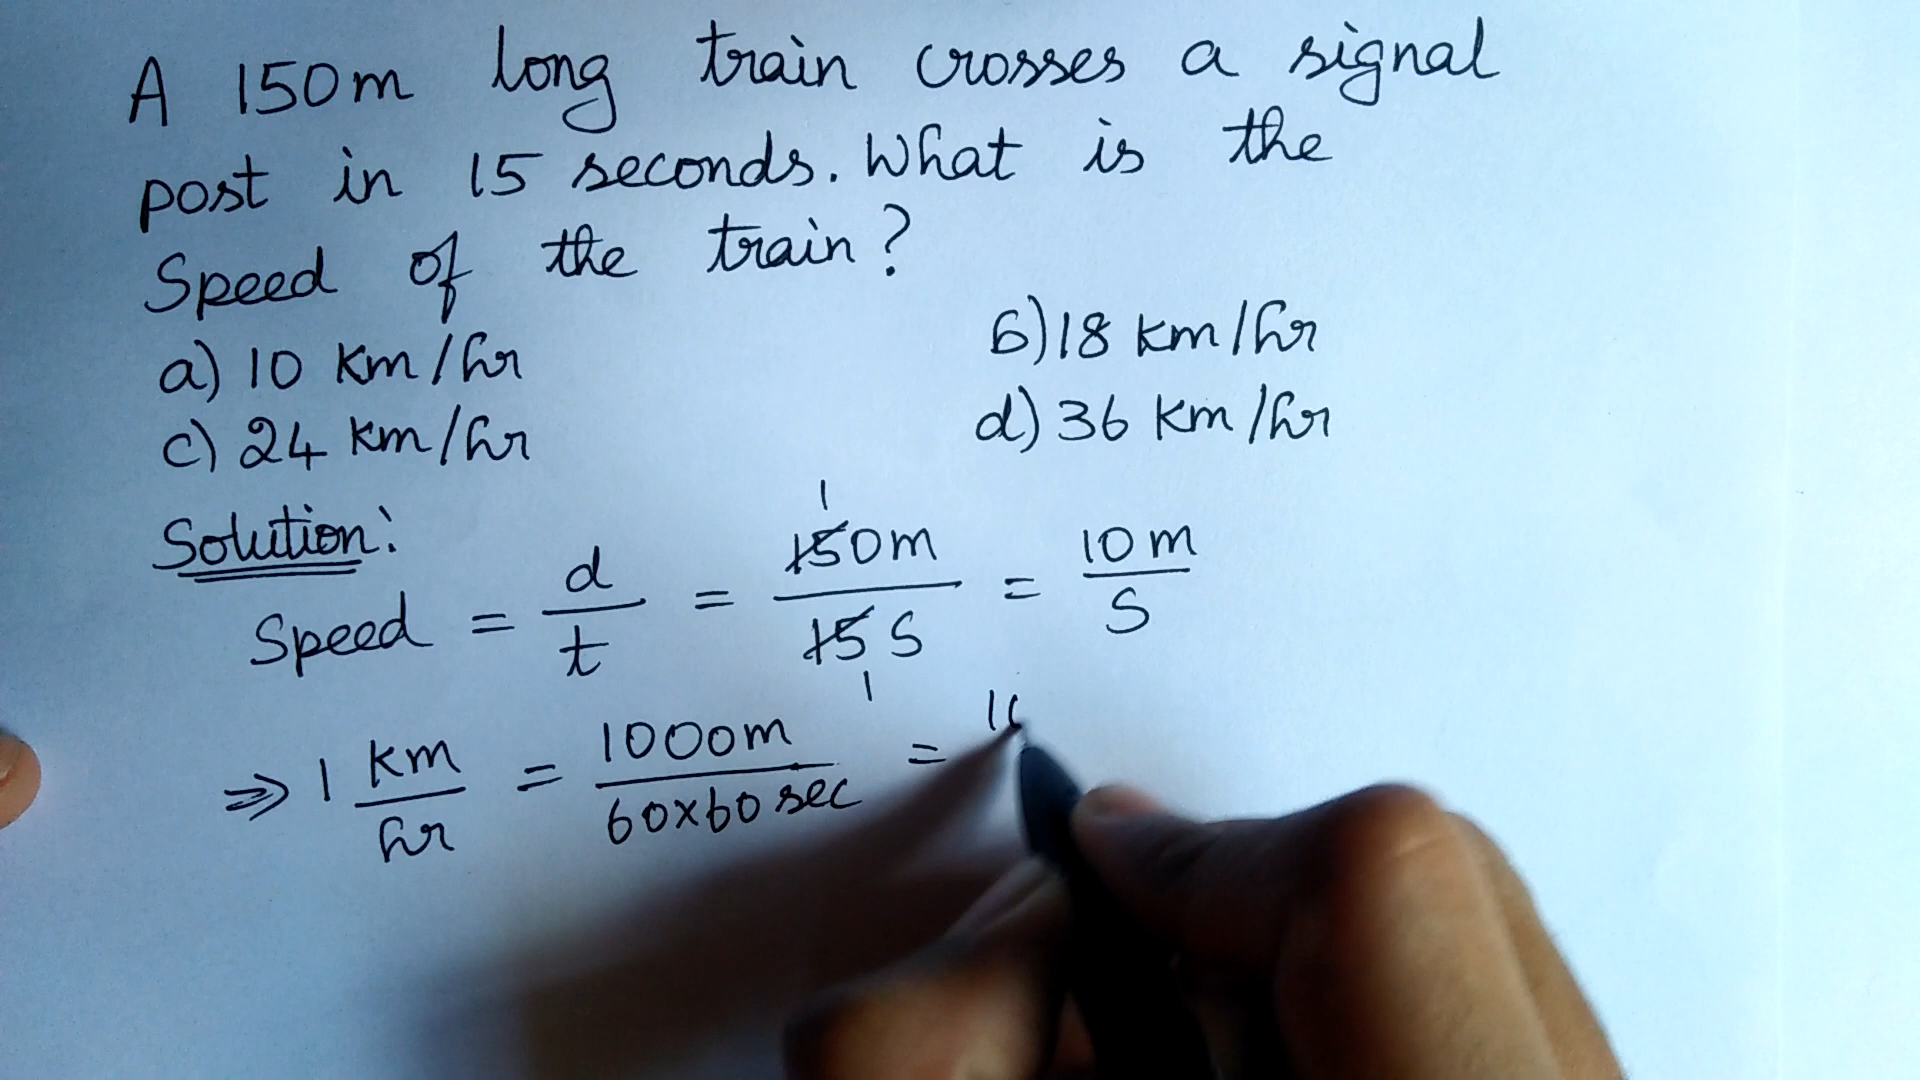 A 150m long train crosses a signal
post in 15 seconds. What is the
Speed of the train?
a) 10 km/hr b) 18 km/hr
c) 24 km/hr d) 36 km/hr
Solution:
Speed = d/t = 150m/15 s = 10 m/s
1 1
⇒ 1 km/hr = 1000m/60x60 sec =